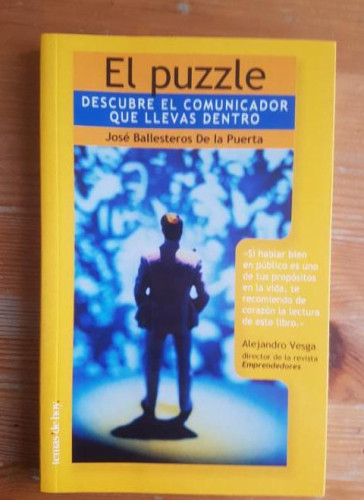 El puzzle
DESCUBRE EL COMUNICADOR
QUE LLEVAS DENTRO
José Ballesteros De la Puerta
«Si hablar bien
en público es uno
de tus propósitos
en la vida, te
recomiendo de
corazón la lectura
de este libro.»
Alejandro Vesga
director de la revista
Emprendedores
temas'de hoy.